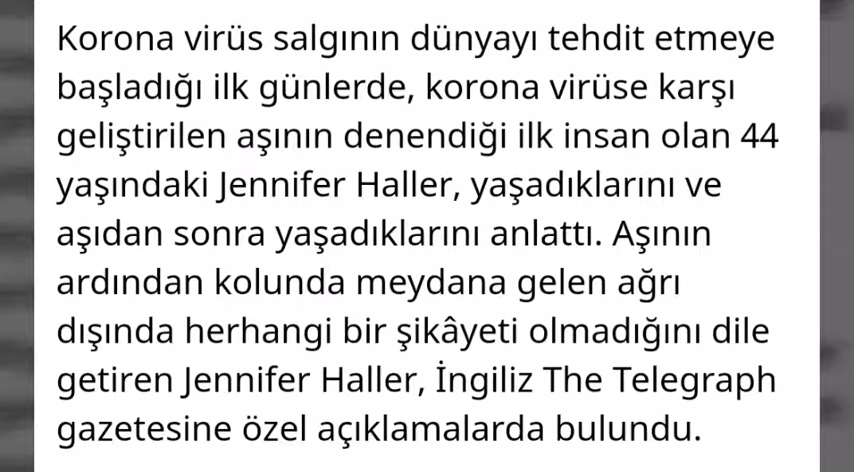 Korona virüs salgının dünyayı tehdit etmeye
başladığı ilk günlerde, korona virüse karşı
geliştirilen aşının denendiği ilk insan olan 44
yaşındaki Jennifer Haller, yaşadıklarını ve
aşıdan sonra yaşadıklarını anlattı. Aşının
ardından kolunda meydana gelen ağrı
dışında herhangi bir şikâyeti olmadığını dile
getiren Jennifer Haller, İngiliz The Telegraph
gazetesine özel açıklamalarda bulundu.